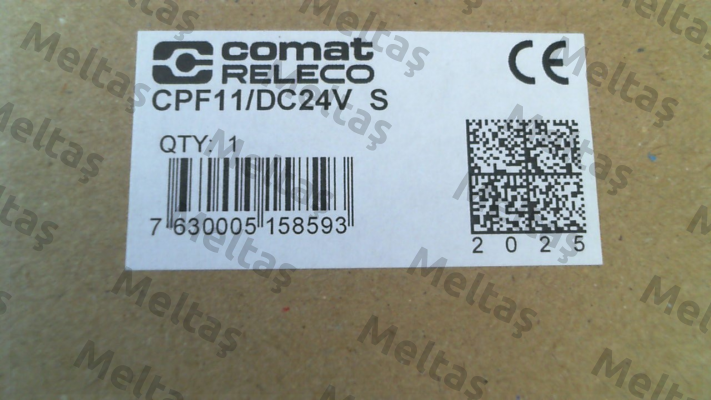 comat
RELECO
CE
CPF11/DC24V S
QTY: 1
7 630005 158593
2025
Meltaş